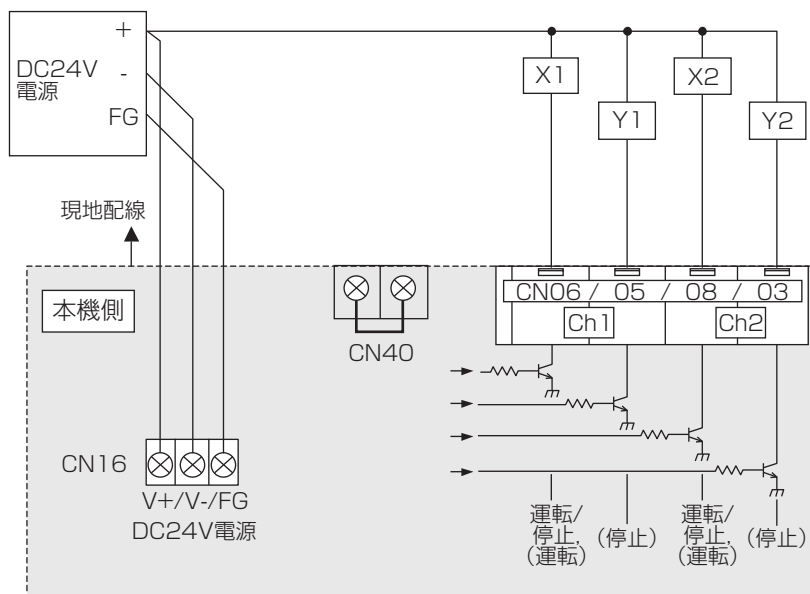 +
DC24V
電源
-
FG
X1
X2
Y1
Y2
現地配線
本機側
CN06 / 05 / 08 / 03
Ch1
Ch2
CN40
CN16
V+/V-/FG
DC24V電源
運転/
停止,
(運転)
(停止)
運転/
停止,
(運転)
(停止)